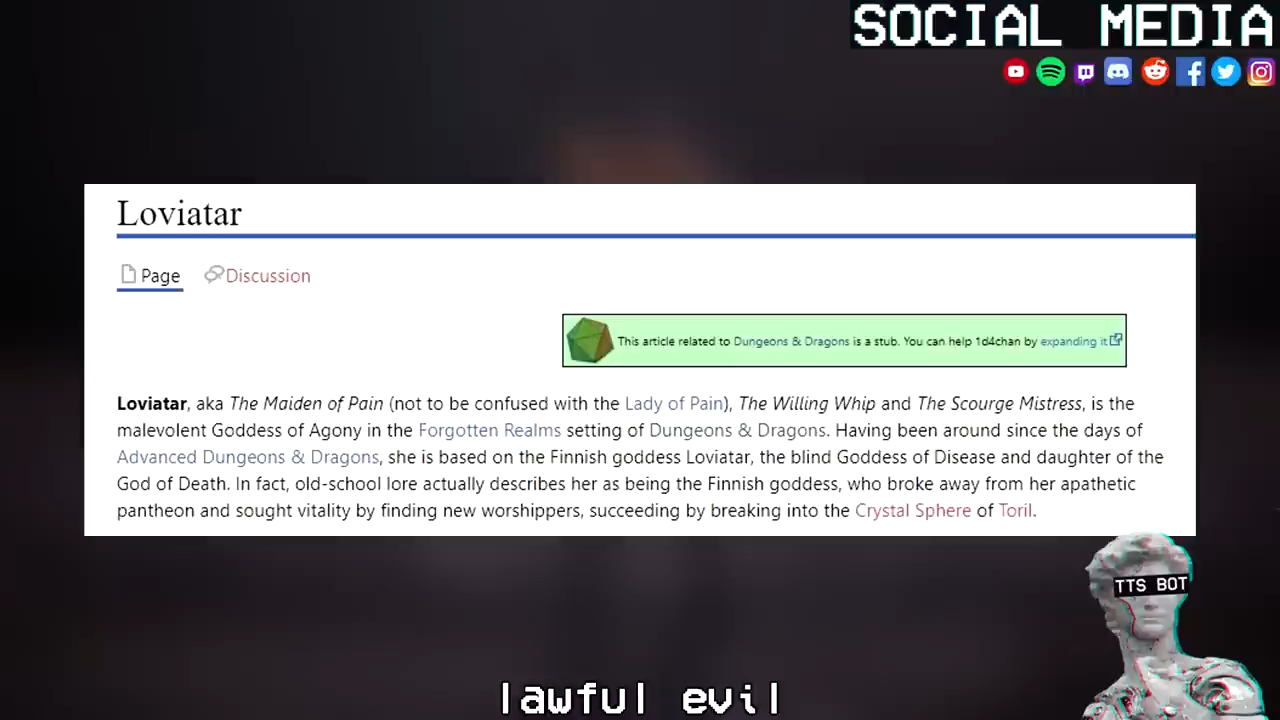 SOCIAL MEDIA
Loviatar
Page Discussion
This article related to Dungeons & Dragons is a stub. You can help 1d4chan by expanding it
Loviatar, aka The Maiden of Pain (not to be confused with the Lady of Pain), The Willing Whip and The Scourge Mistress, is the
malevolent Goddess of Agony in the Forgotten Realms setting of Dungeons & Dragons. Having been around since the days of
Advanced Dungeons & Dragons, she is based on the Finnish goddess Loviatar, the blind Goddess of Disease and daughter of the
God of Death. In fact, old-school lore actually describes her as being the Finnish goddess, who broke away from her apathetic
pantheon and sought vitality by finding new worshippers, succeeding by breaking into the Crystal Sphere of Toril.
TTS BOT
lawful evil